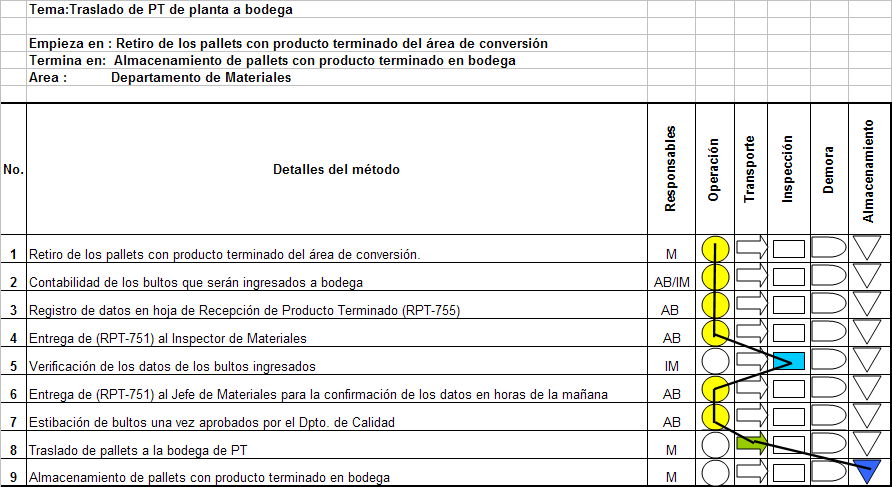 Tema:Traslado de PT de planta a bodega
Empieza en : Retiro de los pallets con producto terminado del área de conversión
Termina en: Almacenamiento de pallets con producto terminado en bodega
Area : Departamento de Materiales
No. Detalles del método Responsables Operación Transporte Inspección Demora Almacenamiento
1 Retiro de los pallets con producto terminado del área de conversión. M
2 Contabilidad de los bultos que serán ingresados a bodega AB/IM
3 Registro de datos en hoja de Recepción de Producto Terminado (RPT-755) AB
4 Entrega de (RPT-751) al Inspector de Materiales AB
5 Verificación de los datos de los bultos ingresados IM
6 Entrega de (RPT-751) al Jefe de Materiales para la confirmación de los datos en horas de la mañana AB
7 Estibación de bultos una vez aprobados por el Dpto. de Calidad AB
8 Traslado de pallets a la bodega de PT M
9 Almacenamiento de pallets con producto terminado en bodega M